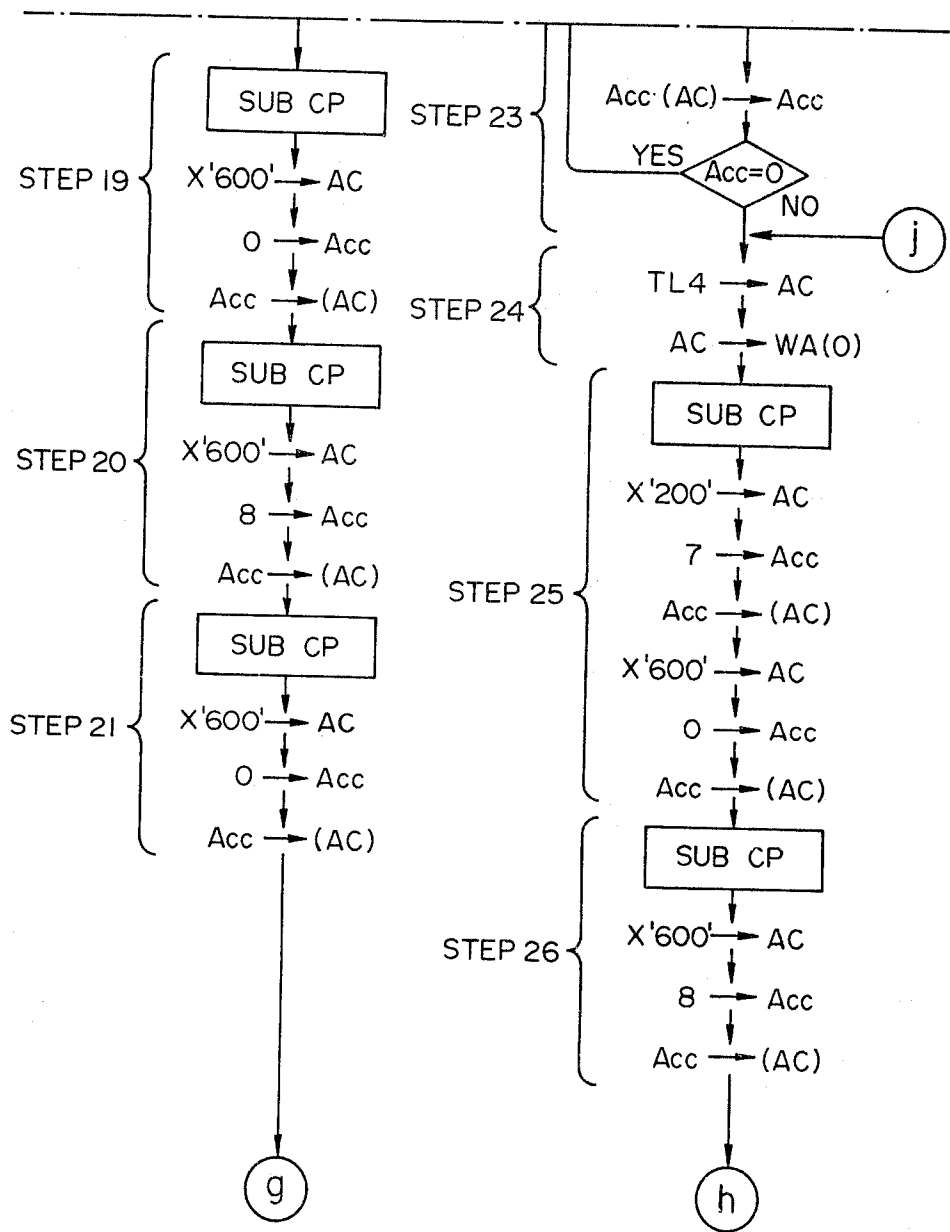 SUB CP
STEP 19
X'600' → AC
0 → Acc
Acc → (AC)
SUB CP
STEP 20
X'600' → AC
8 → Acc
Acc → (AC)
SUB CP
STEP 21
X'600' → AC
0 → Acc
Acc → (AC)
g
STEP 23
Acc·(AC) → Acc
YES
Acc=0
NO
j
STEP 24
TL4 → AC
AC → WA(0)
SUB CP
X'200' → AC
7 → Acc
STEP 25
Acc → (AC)
X'600' → AC
0 → Acc
Acc → (AC)
SUB CP
STEP 26
X'600' → AC
8 → Acc
Acc → (AC)
h